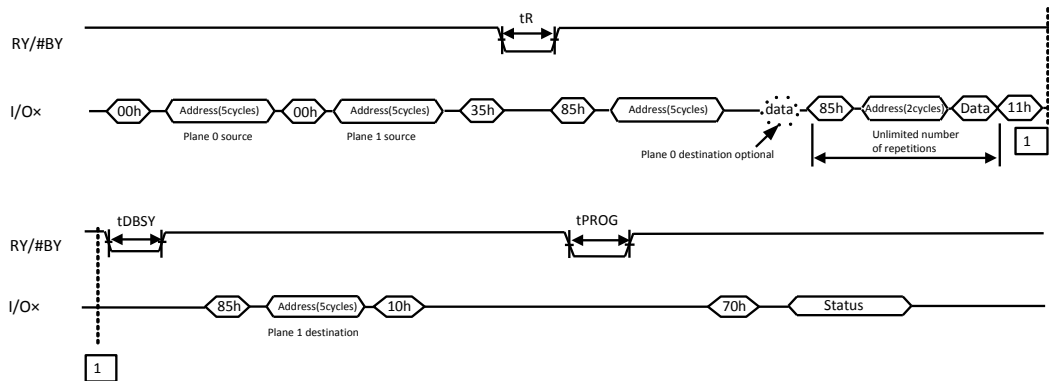 tR
RY/#BY
I/O×
00h Address(5cycles) 00h Address(5cycles) 35h 85h Address(5cycles) data 85h Address(2cycles) Data 11h
Plane 0 source
Plane 1 source
Plane 0 destination optional
Unlimited number
of repetitions
1
tDBSY
tPROG
RY/#BY
I/O×
85h Address(5cycles) 10h 70h Status
Plane 1 destination
1